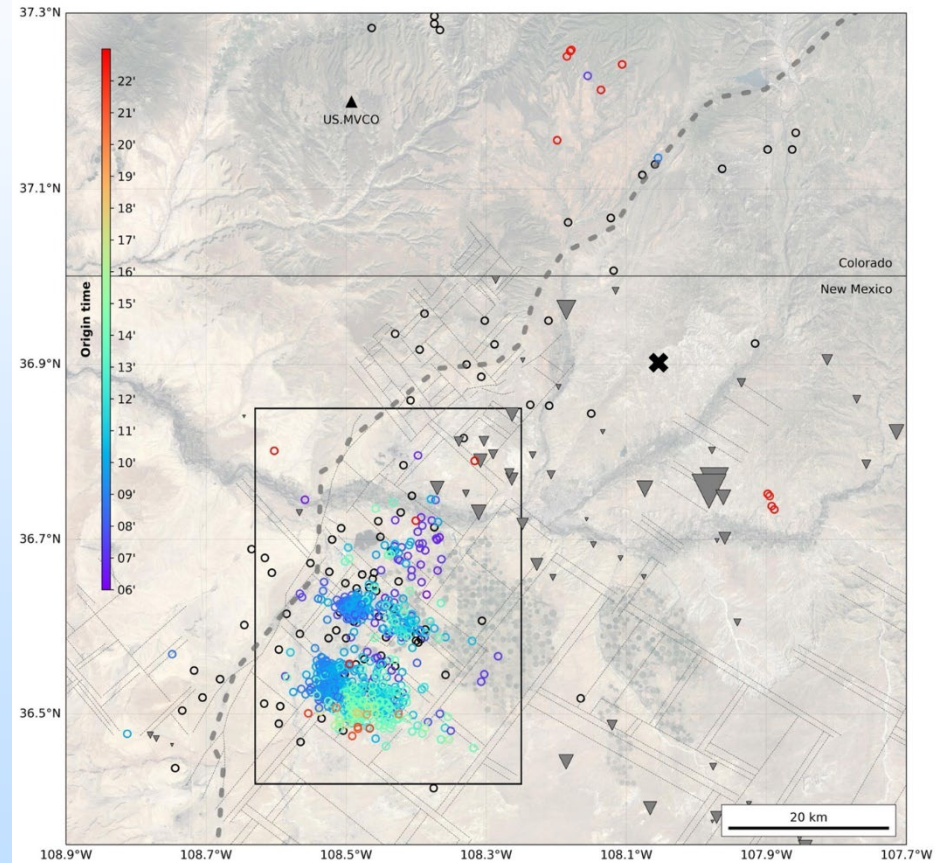 37.3°N
22'
21'
20'
19'
18'
17'
16'
15'
14'
13'
12'
11'
10'
09'
08'
07'
06'
Origin time
US.MVCO
37.1°N
Colorado
New Mexico
36.9°N
36.7°N
36.5°N
20 km
108.9°W
108.7°W
108.5°W
108.3°W
108.1°W
107.9°W
107.7°W